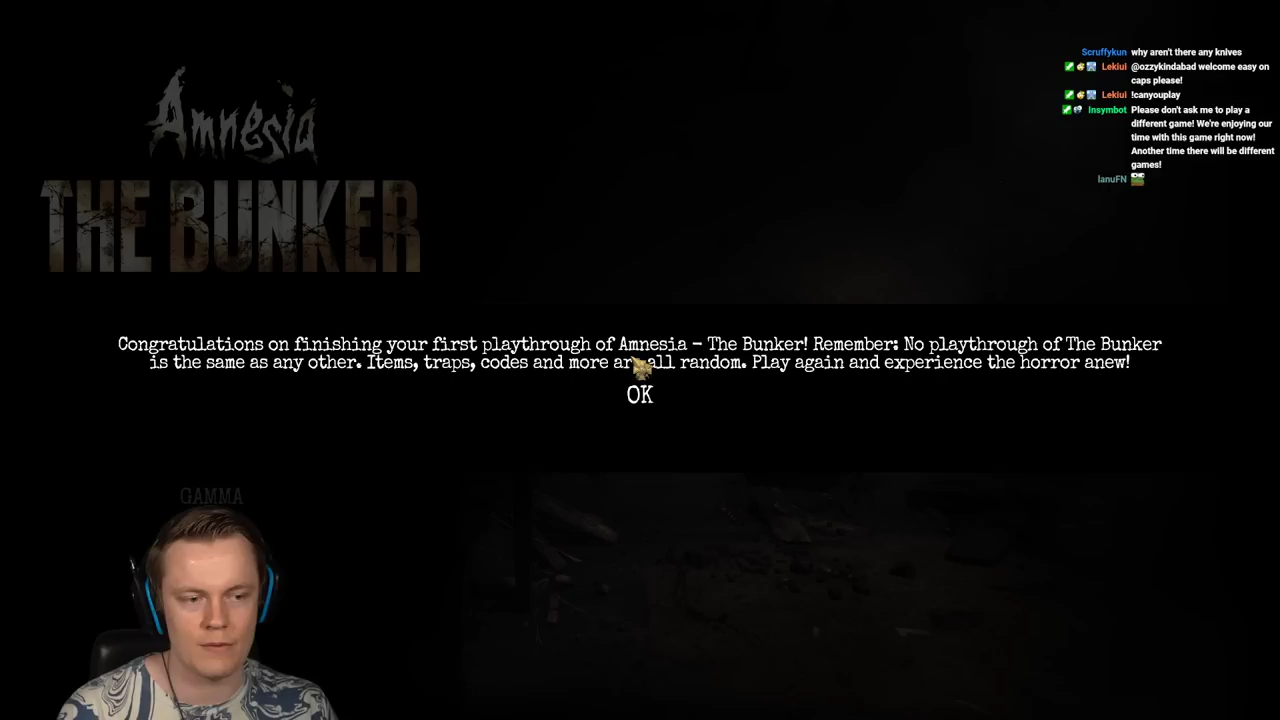 Amnesia
THE BUNKER
Scruffykun why aren't there any knives
Lekiui @ozzykindabad welcome easy on
caps please!
Lekiui !canyouplay
Insymbot Please don't ask me to play a
different game! We're enjoying our
time with this game right now!
Another time there will be different
games!
lanuFN
Congratulations on finishing your first playthrough of Amnesia - The Bunker! Remember: No playthrough of The Bunker
is the same as any other. Items, traps, codes and more are all random. Play again and experience the horror anew!
OK
GAMMA